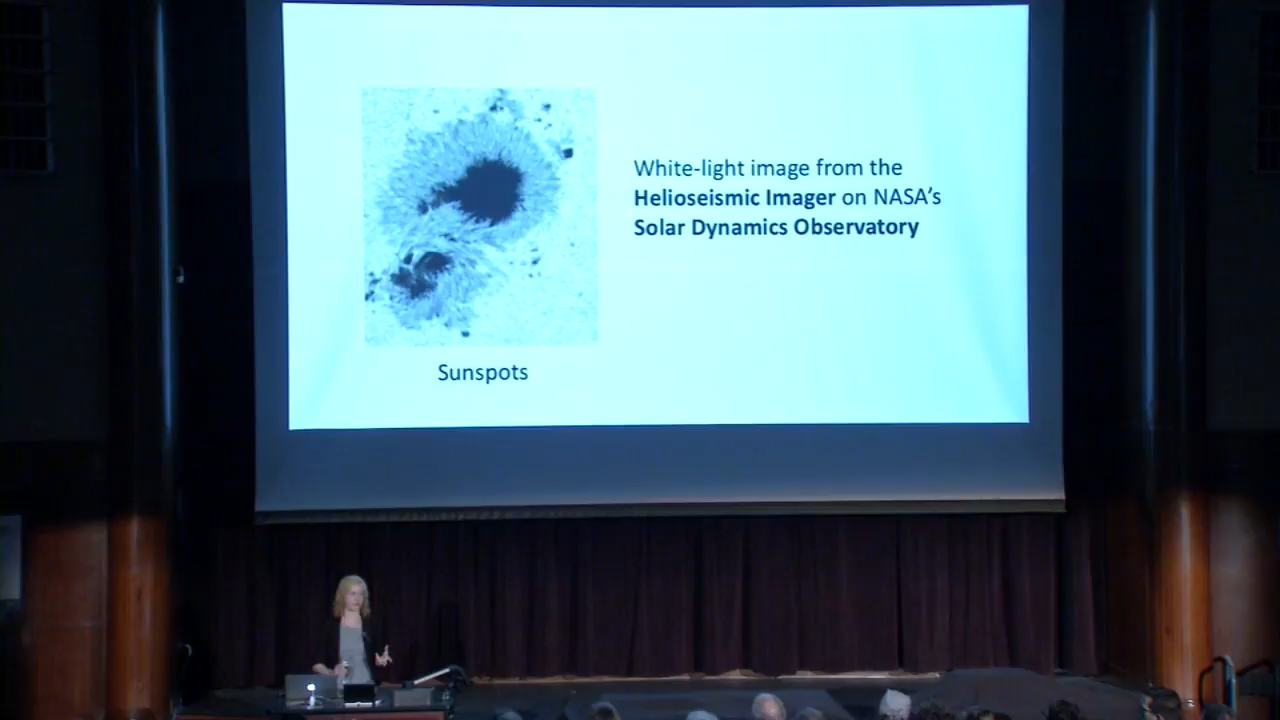 White-light image from the
Helioseismic Imager on NASA's
Solar Dynamics Observatory
Sunspots